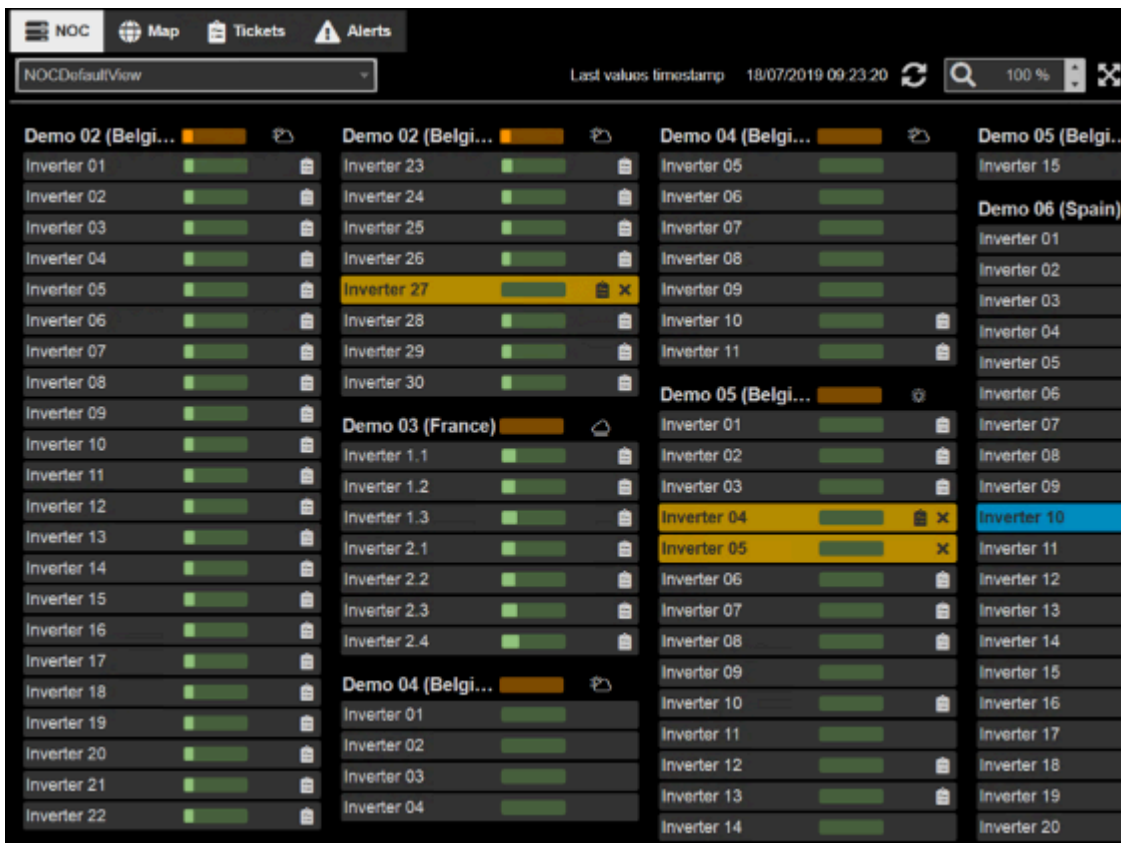 NOC Map Tickets Alerts
NOCDefaultView Last values timestamp 18/07/2019 09:23:20 100 %
Demo 02 (Belgi...
Inverter 01
Inverter 02
Inverter 03
Inverter 04
Inverter 05
Inverter 06
Inverter 07
Inverter 08
Inverter 09
Inverter 10
Inverter 11
Inverter 12
Inverter 13
Inverter 14
Inverter 15
Inverter 16
Inverter 17
Inverter 18
Inverter 19
Inverter 20
Inverter 21
Inverter 22
Demo 02 (Belgi...
Inverter 23
Inverter 24
Inverter 25
Inverter 26
Inverter 27
Inverter 28
Inverter 29
Inverter 30
Demo 03 (France)
Inverter 1.1
Inverter 1.2
Inverter 1.3
Inverter 2.1
Inverter 2.2
Inverter 2.3
Inverter 2.4
Demo 04 (Belgi...
Inverter 01
Inverter 02
Inverter 03
Inverter 04
Demo 04 (Belgi...
Inverter 05
Inverter 06
Inverter 07
Inverter 08
Inverter 09
Inverter 10
Inverter 11
Demo 05 (Belgi...
Inverter 01
Inverter 02
Inverter 03
Inverter 04
Inverter 05
Inverter 06
Inverter 07
Inverter 08
Inverter 09
Inverter 10
Inverter 11
Inverter 12
Inverter 13
Inverter 14
Demo 05 (Belgi..
Inverter 15
Demo 06 (Spain)
Inverter 01
Inverter 02
Inverter 03
Inverter 04
Inverter 05
Inverter 06
Inverter 07
Inverter 08
Inverter 09
Inverter 10
Inverter 11
Inverter 12
Inverter 13
Inverter 14
Inverter 15
Inverter 16
Inverter 17
Inverter 18
Inverter 19
Inverter 20